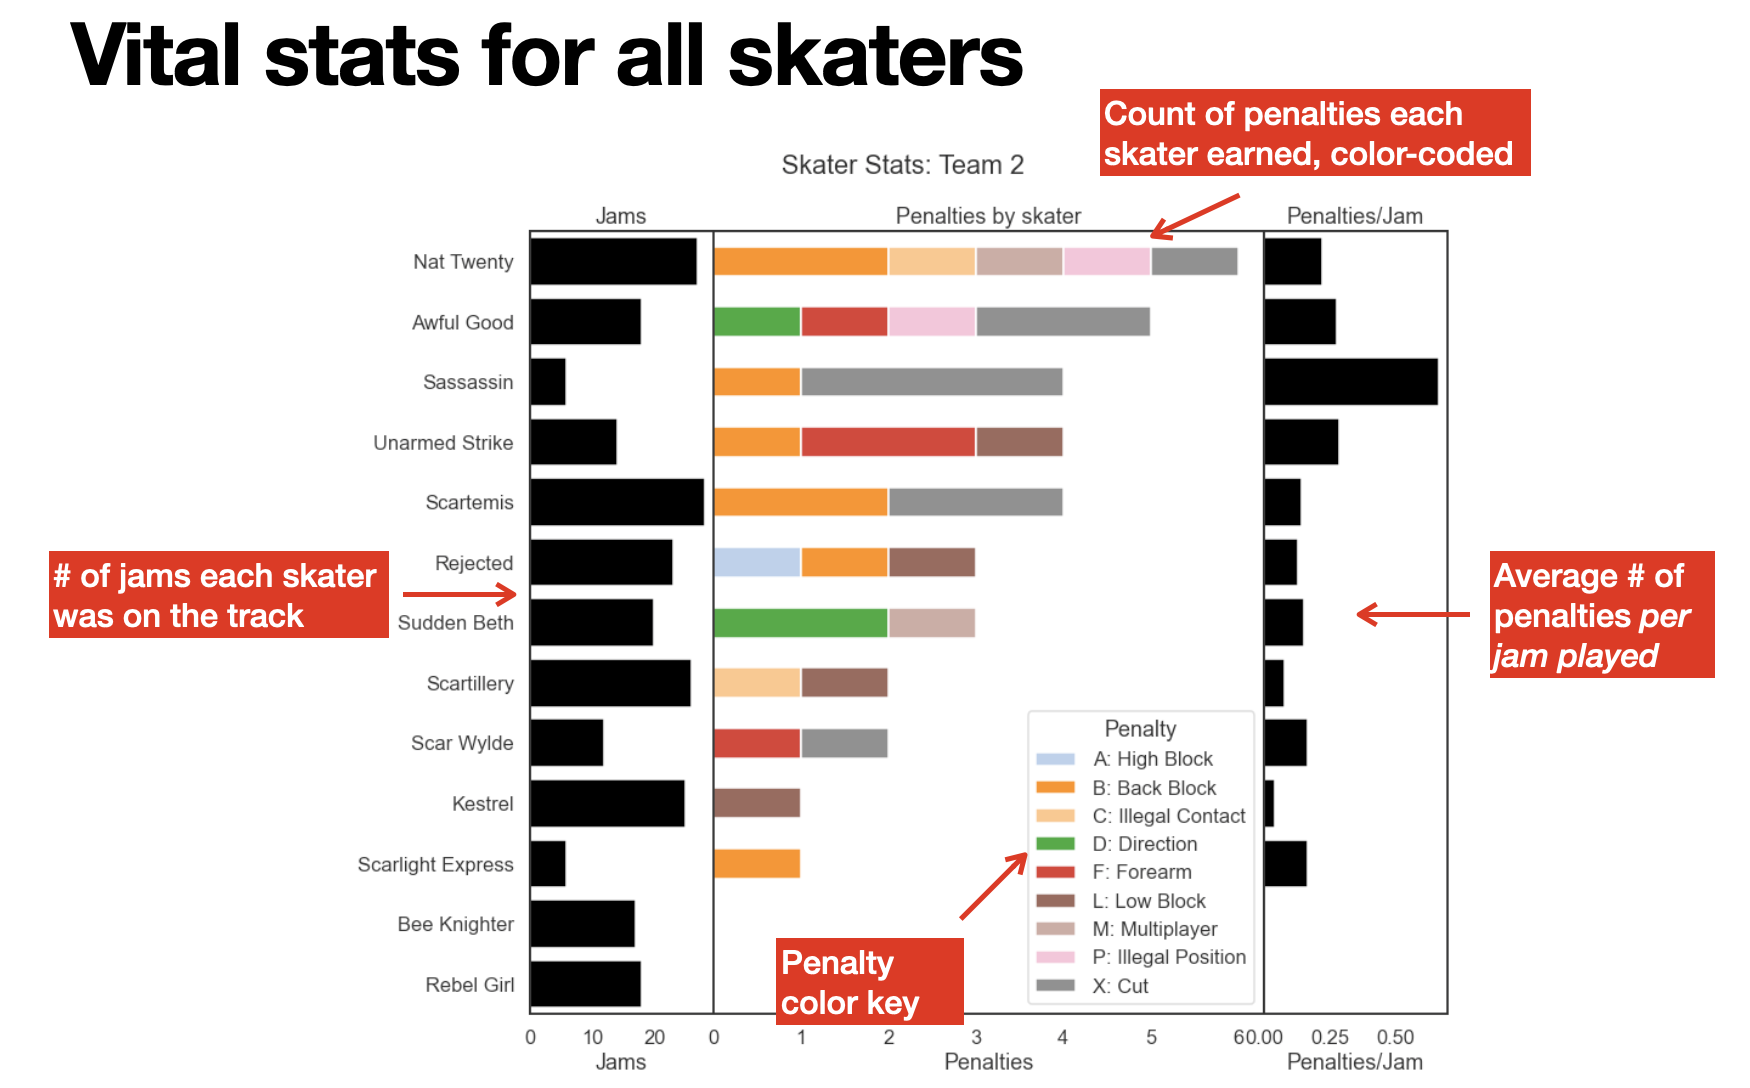 Vital stats for all skaters
Count of penalties each
skater earned, color-coded
Skater Stats: Team 2
Jams
Penalties by skater
Penalties/Jam
Nat Twenty
Awful Good
Sassassin
Unarmed Strike
Scartemis
Rejected
Sudden Beth
Scartillery
Scar Wylde
Kestrel
Scarlight Express
Bee Knighter
Rebel Girl
# of jams each skater
was on the track
Average # of
penalties per
jam played
Penalty
A: High Block
B: Back Block
C: Illegal Contact
D: Direction
F: Forearm
L: Low Block
M: Multiplayer
P: Illegal Position
X: Cut
Penalty
color key
0 10 20
0 1 2 3 4 5 6
0.00 0.25 0.50
Jams
Penalties
Penalties/Jam